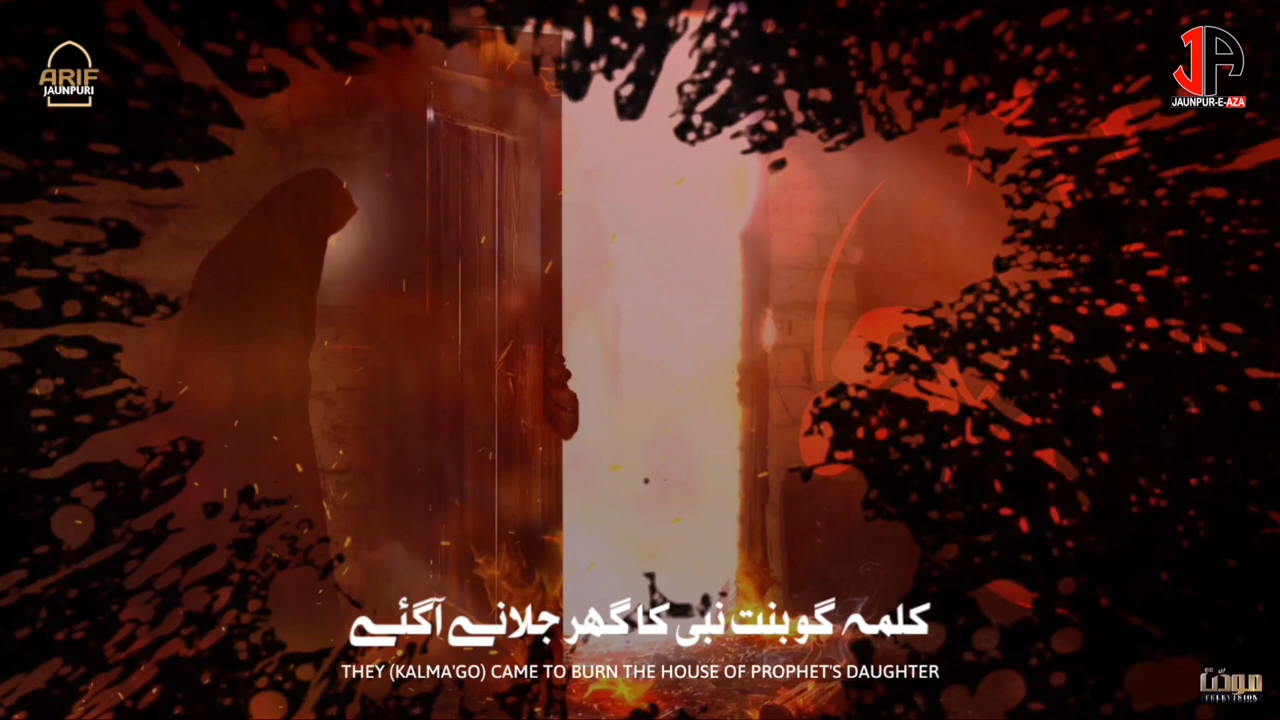 ARIF
JAUNPURI
JA
JAUNPUR-E-AZA
کلمہ گو بنت نبی کا گھر جلانے آگئے
THEY (KALMA'GO) CAME TO BURN THE HOUSE OF PROPHET'S DAUGHTER